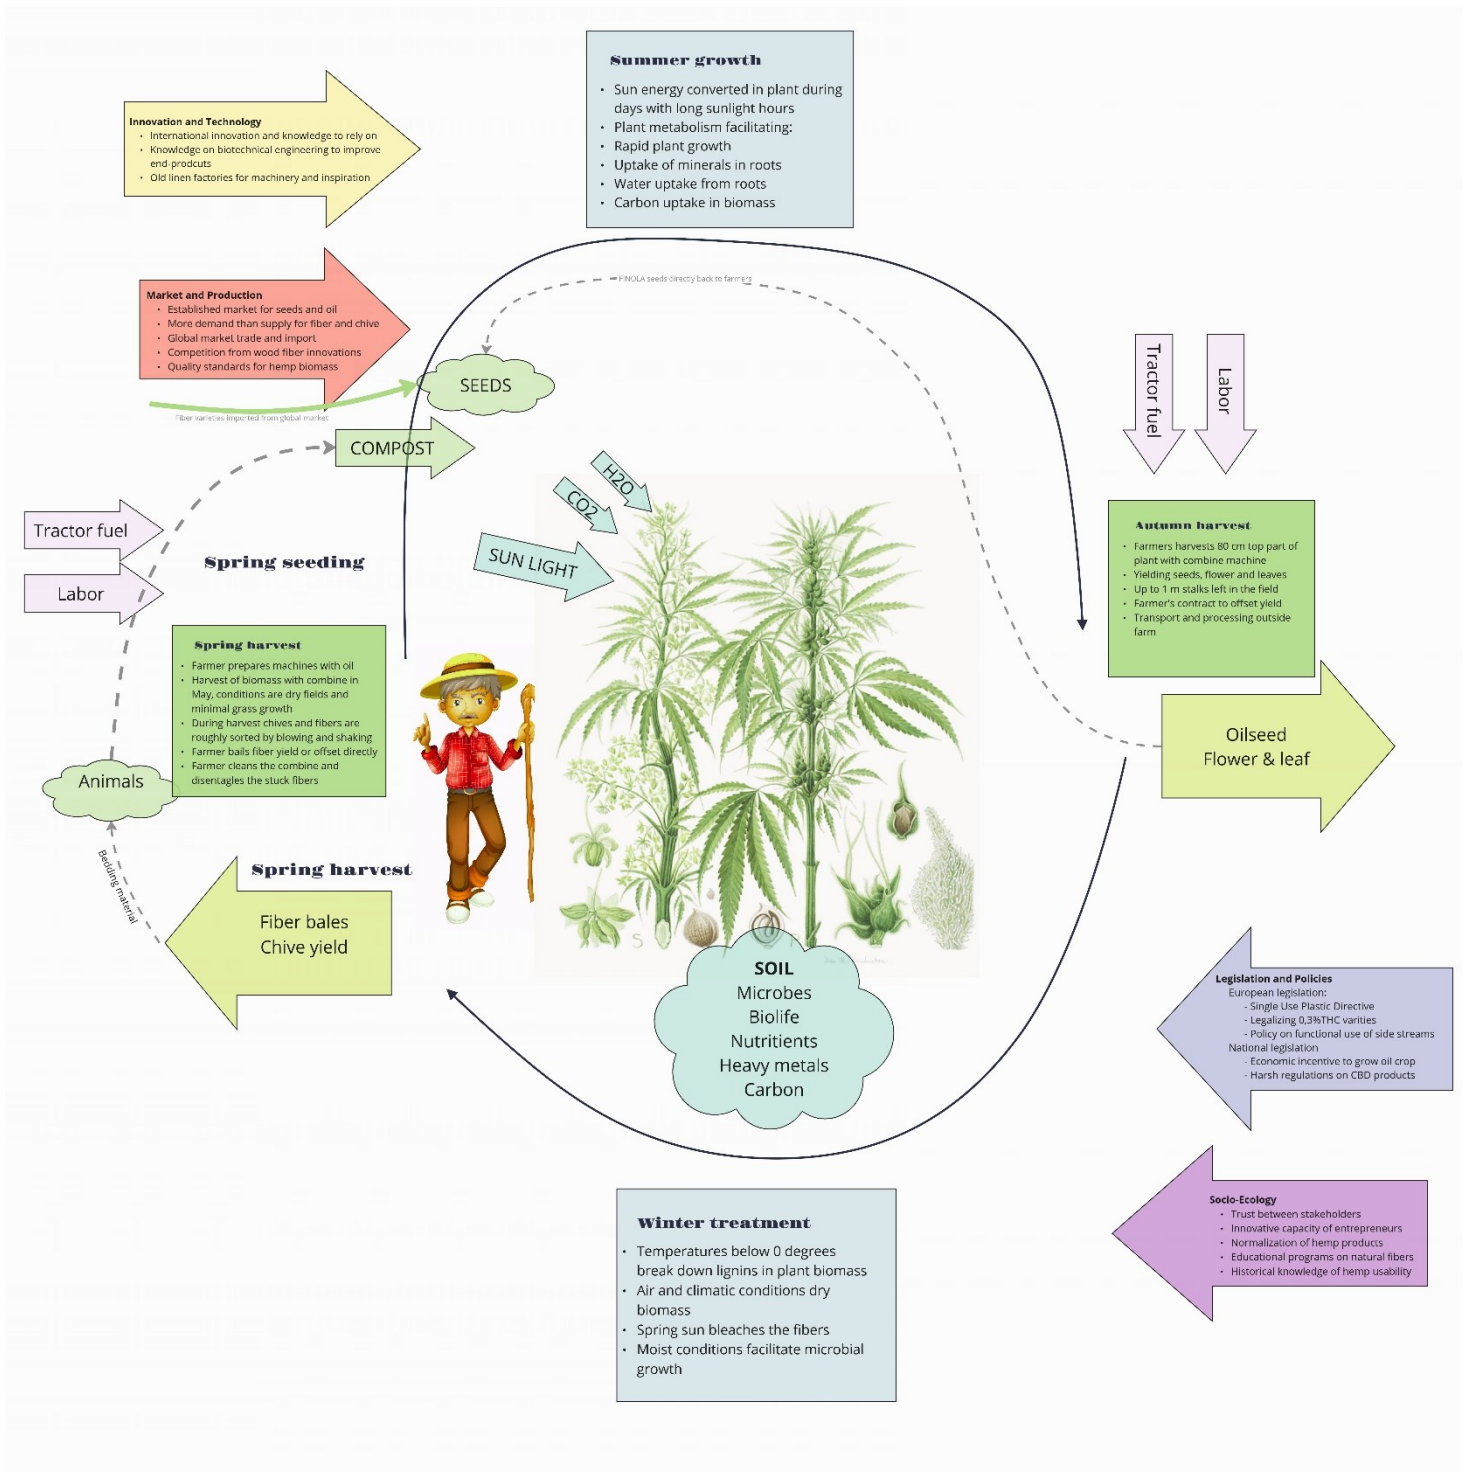 Summer growth
• Sun energy converted in plant during
days with long sunlight hours
• Plant metabolism facilitating:
• Rapid plant growth
• Uptake of minerals in roots
• Water uptake from roots
• Carbon uptake in biomass
Innovation and Technology
• International innovation and knowledge to rely on
• Knowledge on biotechnical engineering to improve
end-prodcuts
• Old linen factories for machinery and inspiration
Market and Production
• Established market for seeds and oil
• More demand than supply for fiber and chive
• Global market trade and import
• Competition from wood fiber innovations
• Quality standards for hemp biomass
Fiber varieties imported from global market
FINOLA seeds directly back to farmers
SEEDS
COMPOST
Tractor fuel
Labor
H2O
CO2
SUN LIGHT
Tractor fuel
Labor
Spring seeding
Autumn harvest
• Farmers harvests 80 cm top part of
plant with combine machine
• Yielding seeds, flower and leaves
• Up to 1 m stalks left in the field
• Farmer's contract to offset yield
• Transport and processing outside
farm
Spring harvest
• Farmer prepares machines with oil
• Harvest of biomass with combine in
May, conditions are dry fields and
minimal grass growth
• During harvest chives and fibers are
roughly sorted by blowing and shaking
• Farmer bails fiber yield or offset directly
• Farmer cleans the combine and
disentagles the stuck fibers
Oilseed
Flower & leaf
Animals
Bedding material
Spring harvest
Fiber bales
Chive yield
SOIL
Microbes
Biolife
Nutritients
Heavy metals
Carbon
Legislation and Policies
European legislation:
- Single Use Plastic Directive
- Legalizing 0,3%THC varities
- Policy on functional use of side streams
National legislation
- Economic incentive to grow oil crop
- Harsh regulations on CBD products
Socio-Ecology
• Trust between stakeholders
• Innovative capacity of entrepreneurs
• Normalization of hemp products
• Educational programs on natural fibers
• Historical knowledge of hemp usability
Winter treatment
• Temperatures below 0 degrees
break down lignins in plant biomass
• Air and climatic conditions dry
biomass
• Spring sun bleaches the fibers
• Moist conditions facilitate microbial
growth